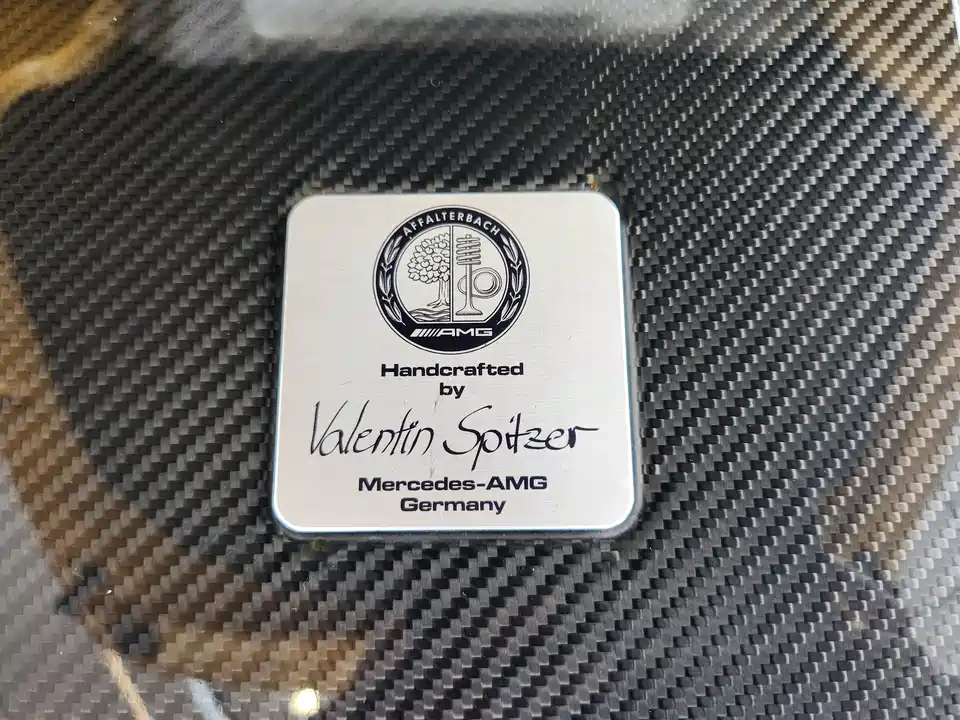 AFFALTERBACH
AMG
Handcrafted
by
Valentin Spitzer
Mercedes-AMG
Germany